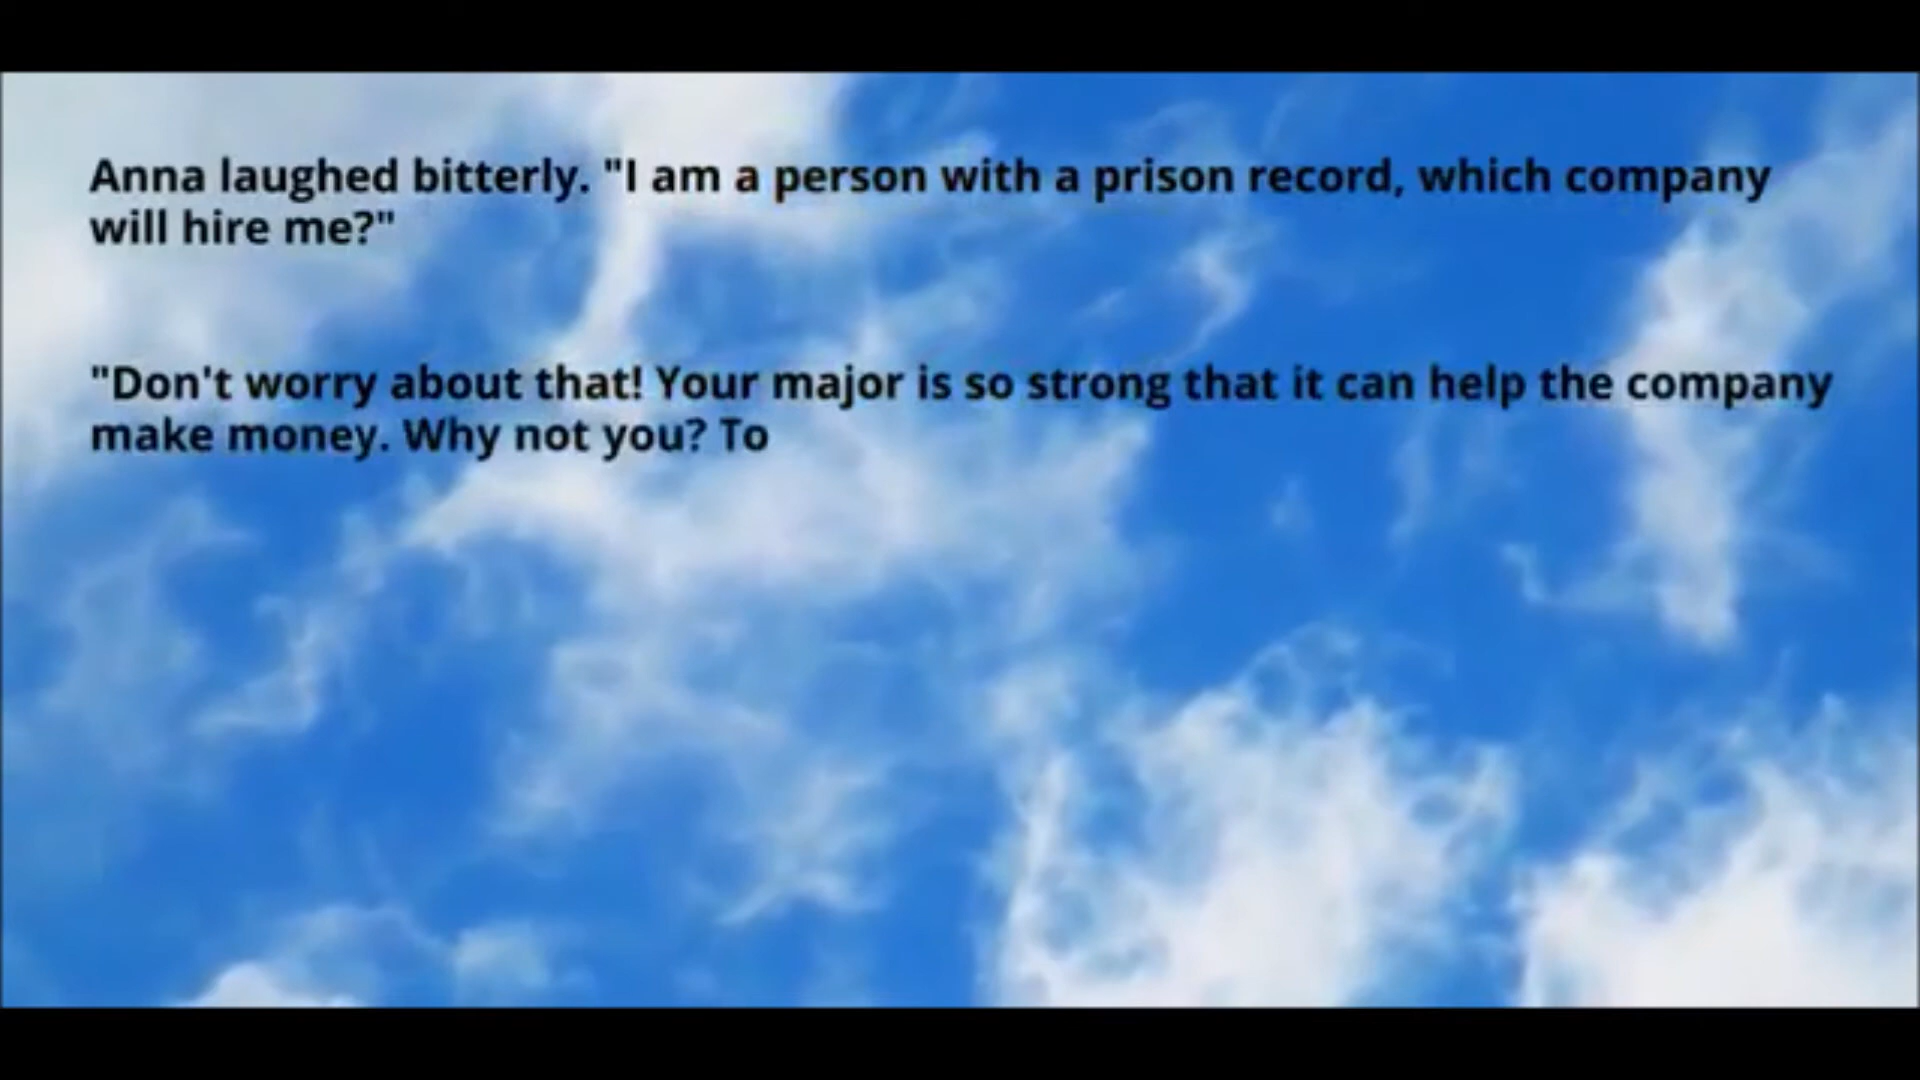 Anna laughed bitterly. "I am a person with a prison record, which company
will hire me?"
"Don't worry about that! Your major is so strong that it can help the company
make money. Why not you? To